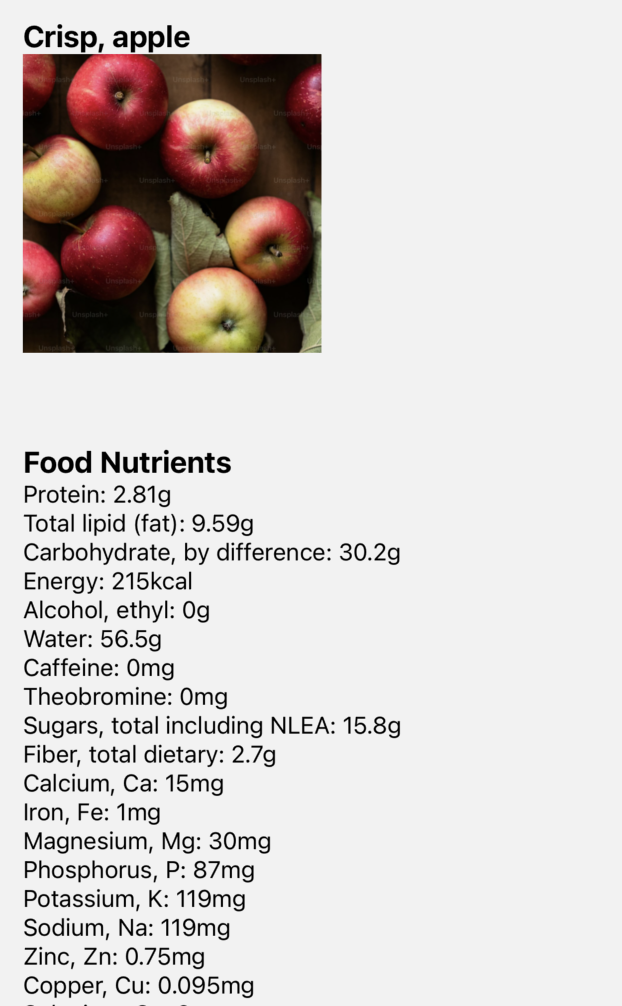 Crisp, apple
Unsplash+
Food Nutrients
Protein: 2.81g
Total lipid (fat): 9.59g
Carbohydrate, by difference: 30.2g
Energy: 215kcal
Alcohol, ethyl: 0g
Water: 56.5g
Caffeine: 0mg
Theobromine: 0mg
Sugars, total including NLEA: 15.8g
Fiber, total dietary: 2.7g
Calcium, Ca: 15mg
Iron, Fe: 1mg
Magnesium, Mg: 30mg
Phosphorus, P: 87mg
Potassium, K: 119mg
Sodium, Na: 119mg
Zinc, Zn: 0.75mg
Copper, Cu: 0.095mg